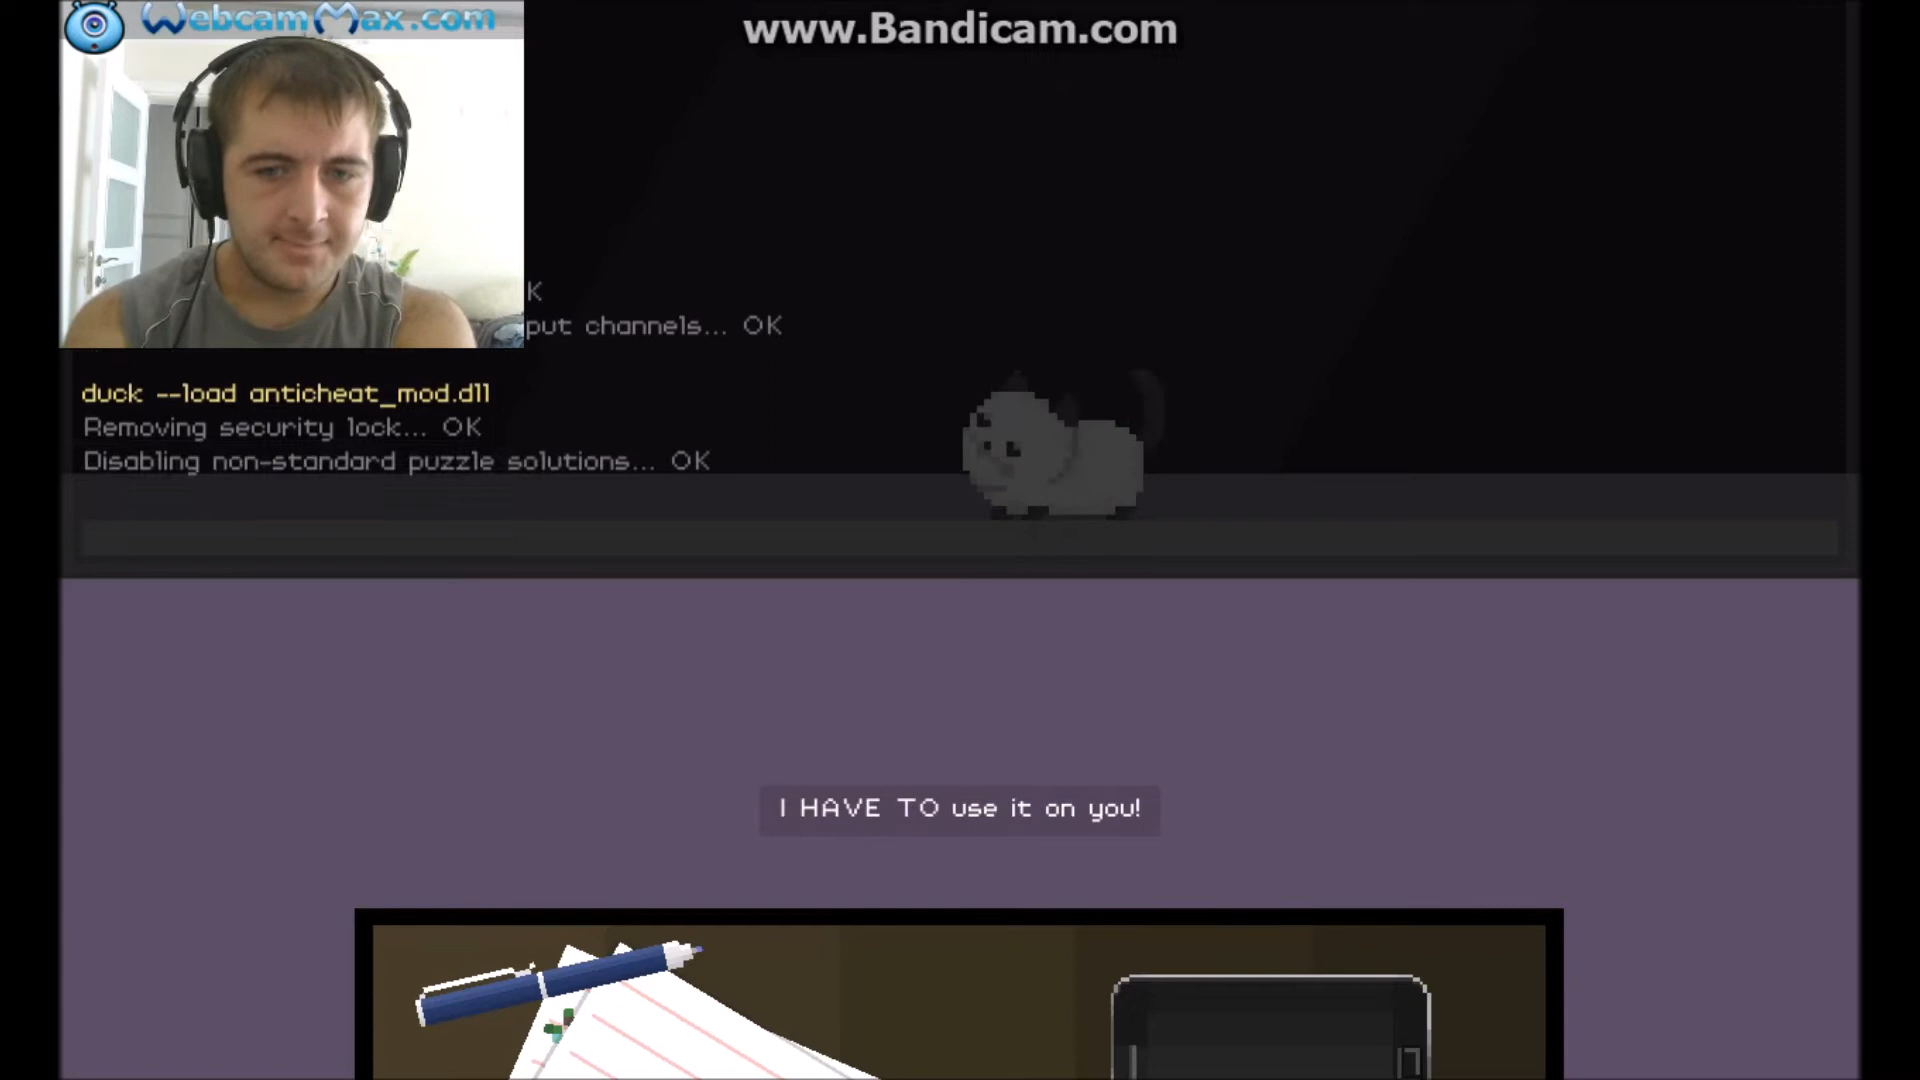 WebcamMax.com
www.Bandicam.com
K
put channels... OK
duck --load anticheat_mod.dll
Removing security lock... OK
Disabling non-standard puzzle solutions... OK
I HAVE TO use it on you!